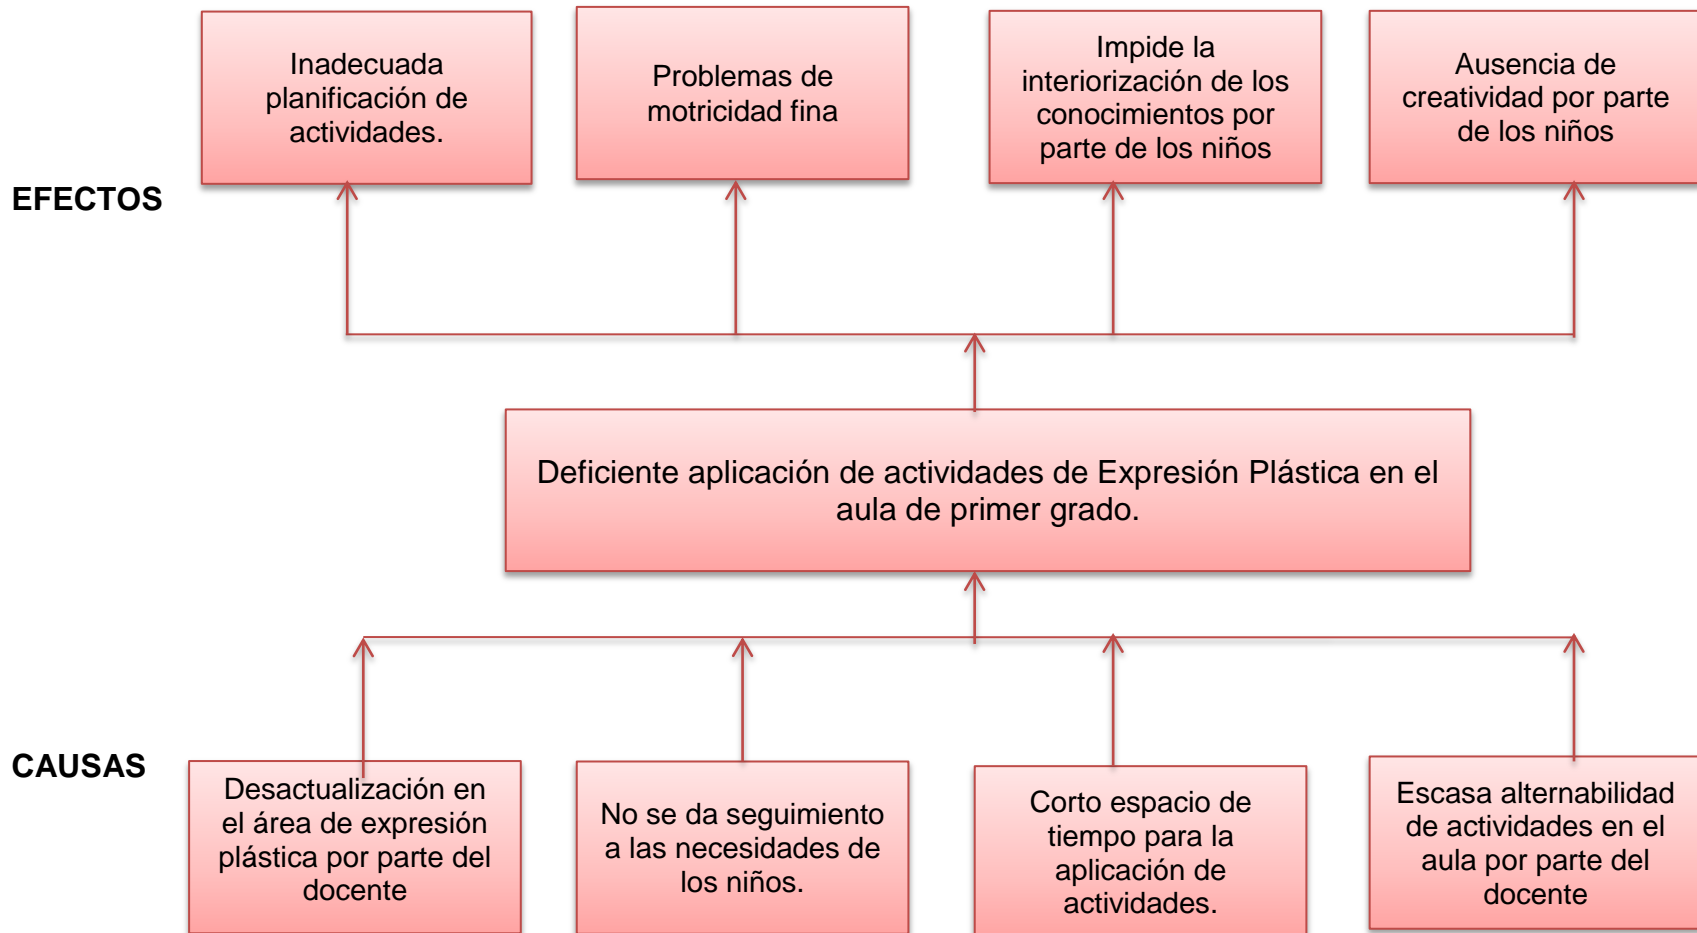 Inadecuada
planificación de
actividades.
Problemas de
motricidad fina
Impide la
interiorización de los
conocimientos por
parte de los niños
Ausencia de
creatividad por parte
de los niños
EFECTOS
Deficiente aplicación de actividades de Expresión Plástica en el
aula de primer grado.
CAUSAS
Desactualización en
el área de expresión
plástica por parte del
docente
No se da seguimiento
a las necesidades de
los niños.
Corto espacio de
tiempo para la
aplicación de
actividades.
Escasa alternabilidad
de actividades en el
aula por parte del
docente